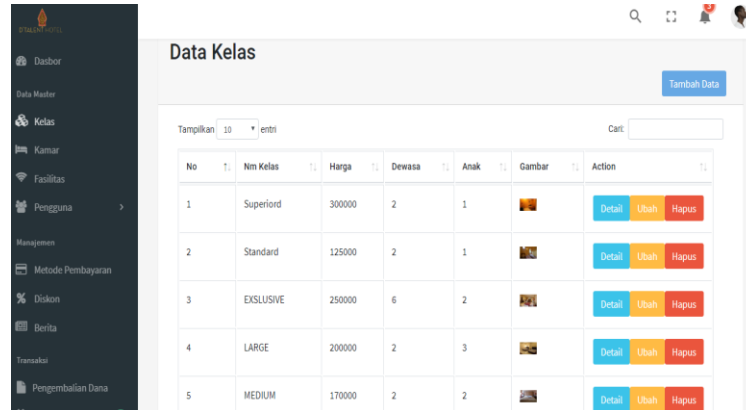 3
Dasbor
Data Master
Kelas
Kamar
Fasilitas
Pengguna
Manajemen
Metode Pembayaran
Diskon
Berita
Transaksi
Pengembalian Dana
Data Kelas
Tambah Data
Tampilkan 10 entri Cari:
No Nm Kelas Harga Dewasa Anak Gambar Action
1 Superiord 300000 2 1 Detail Ubah Hapus
2 Standard 125000 2 1 Detail Ubah Hapus
3 EXSLUSIVE 250000 6 2 Detail Ubah Hapus
4 LARGE 200000 2 3 Detail Ubah Hapus
5 MEDIUM 170000 2 2 Detail Ubah Hapus